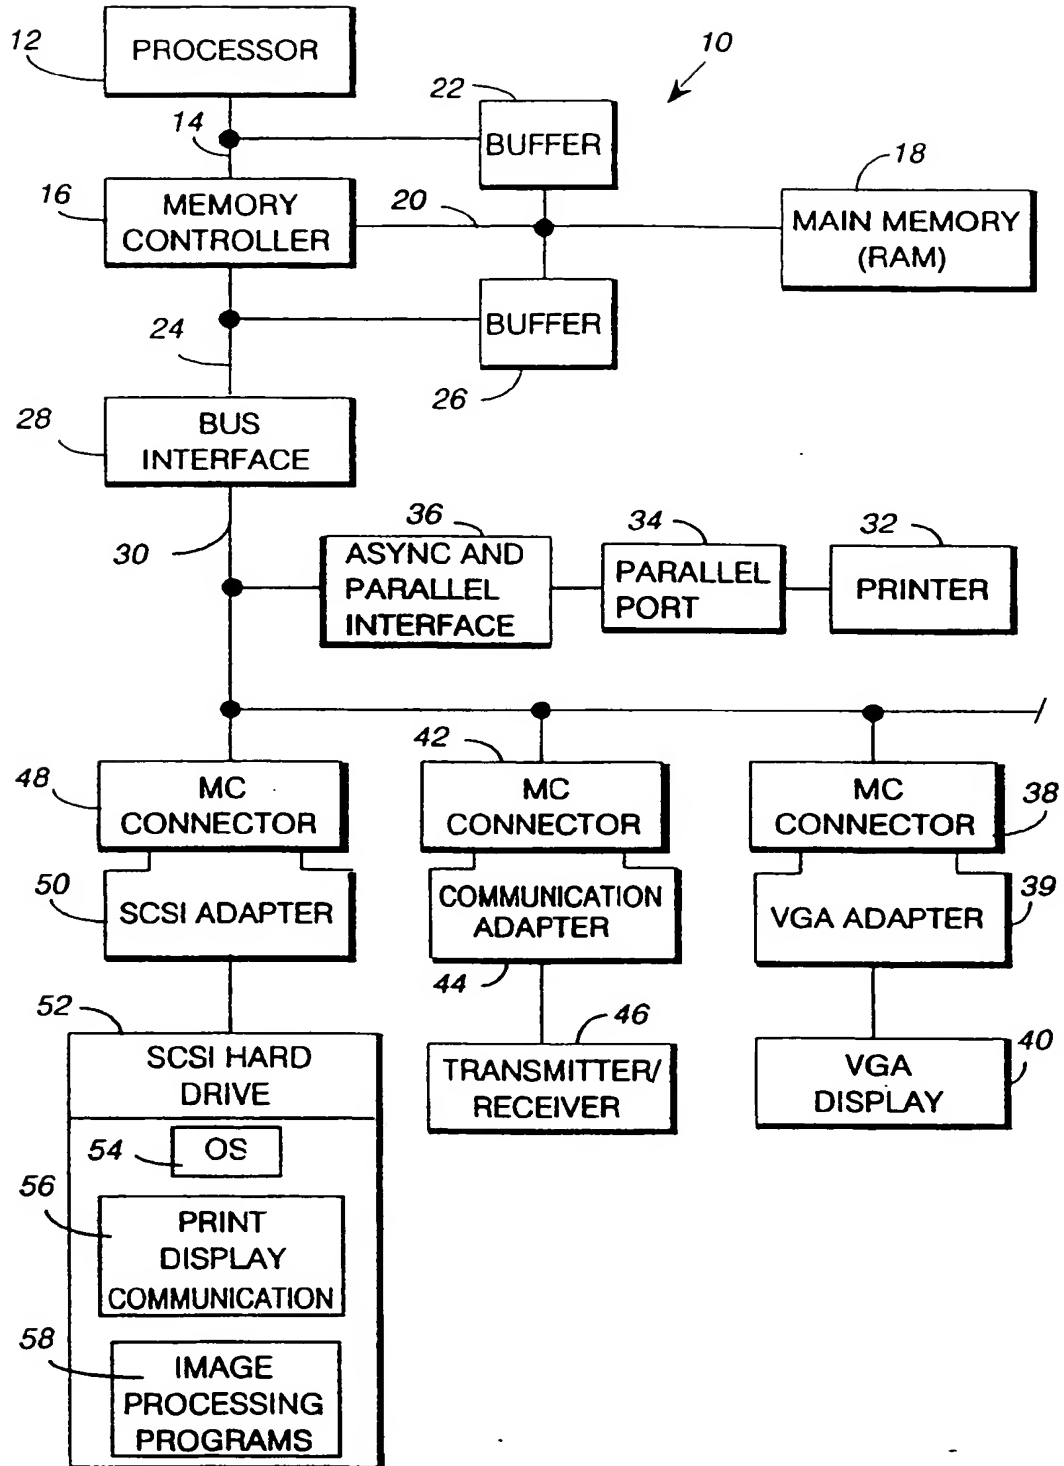 12
PROCESSOR
10
22
14
BUFFER
18
16
MEMORY
CONTROLLER
20
MAIN MEMORY
(RAM)
24
BUFFER
26
28
BUS
INTERFACE
30
36
34
32
ASYNC AND
PARALLEL
INTERFACE
PARALLEL
PORT
PRINTER
48
MC
CONNECTOR
42
MC
CONNECTOR
MC
CONNECTOR
38
50
SCSI ADAPTER
COMMUNICATION
ADAPTER
44
VGA ADAPTER
39
52
SCSI HARD
DRIVE
46
TRANSMITTER/
RECEIVER
VGA
DISPLAY
40
54
OS
56
PRINT
DISPLAY
COMMUNICATION
58
IMAGE
PROCESSING
PROGRAMS